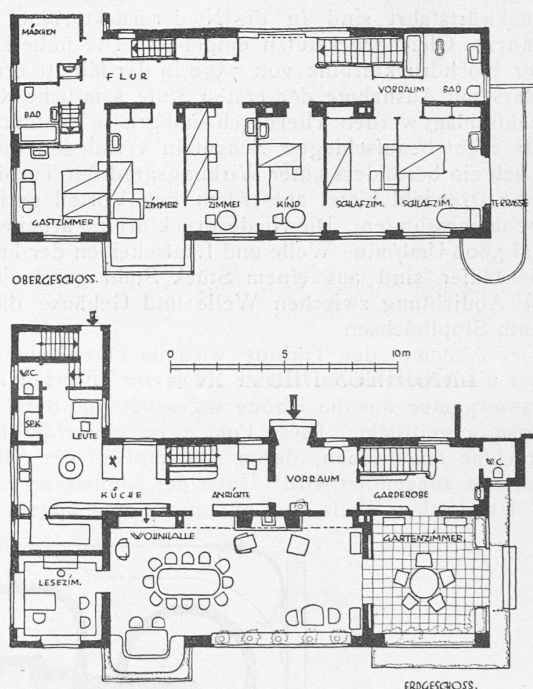 MÄDCHEN
FLUR
VORRAUM
BAD
BAD
GASTZIMMER
ZIMMER
ZIMMER
KIND
SCHLAFZIM.
SCHLAFZIM.
TERRASSE
OBERGESCHOSS.
0 5 10 m
W.C.
SPK.
LEUTE
KÜCHE
ANRICHTE
VORRAUM
GARDEROBE
W.C.
WOHNHALLE
GARTENZIMMER
LESEZIM.
ERDGESCHOSS.